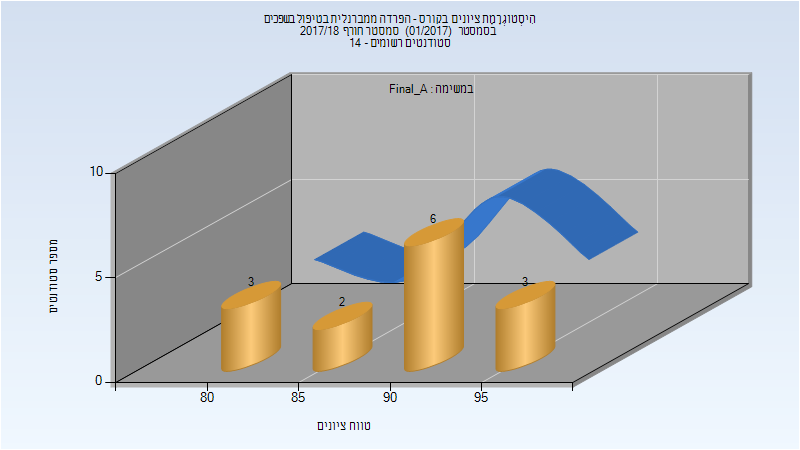 היסטוגרמת ציונים בקורס - הפרדה ממברנלית בטיפול בשפכים
בסמסטר (01/2017) סמסטר חורף 2017/18
סטודנטים רשומים - 14
במשימה : Final_A
10
5
0
מספר סטודנטים
3
2
6
3
80
85
90
95
טווח ציונים